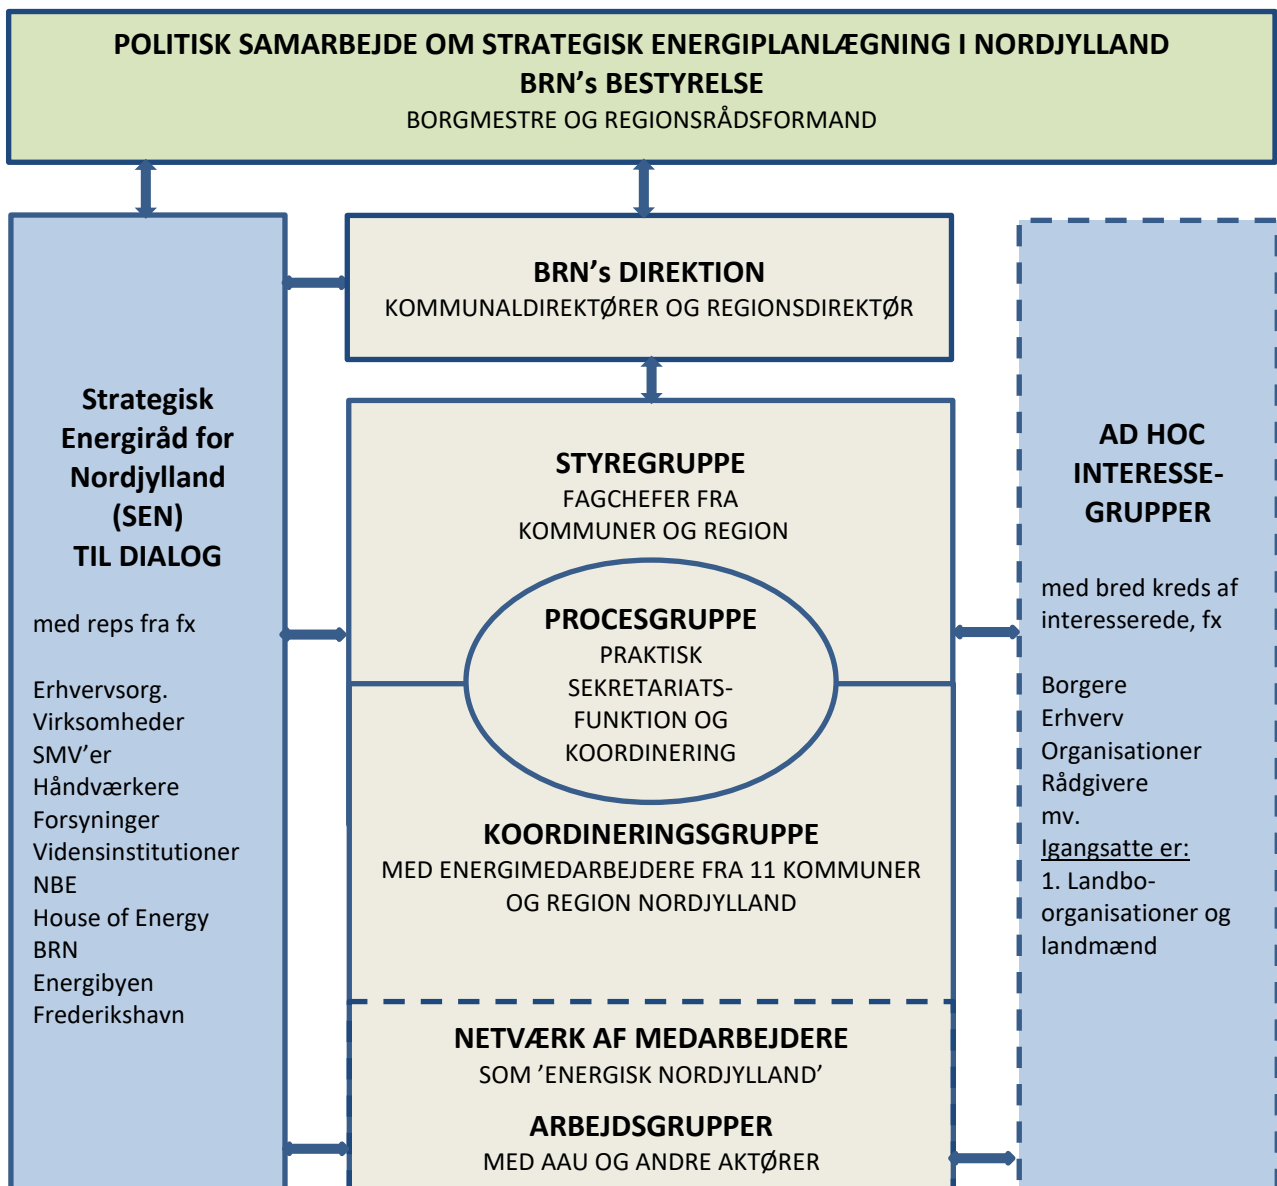 POLITISK SAMARBEJDE OM STRATEGISK ENERGIPLANLÆGNING I NORDJYLLAND
BRN's BESTYRELSE
BORGMESTRE OG REGIONSRÅDSFORMAND
Strategisk
Energiråd for
Nordjylland
(SEN)
TIL DIALOG
med reps fra fx
Erhvervsorg.
Virksomheder
SMV'er
Håndværkere
Forsyninger
Vidensinstitutioner
NBE
House of Energy
BRN
Energibyen
Frederikshavn
BRN's DIREKTION
KOMMUNALDIREKTØRER OG REGIONSDIREKTØR
STYREGRUPPE
FAGCHEFER FRA
KOMMUNER OG REGION
PROCESGRUPPE
PRAKTISK
SEKRETARIATS-
FUNKTION OG
KOORDINERING
KOORDINERINGSGRUPPE
MED ENERGIMEDARBEJDERE FRA 11 KOMMUNER
OG REGION NORDJYLLAND
NETVÆRK AF MEDARBEJDERE
SOM 'ENERGISK NORDJYLLAND'
ARBEJDSGRUPPER
MED AAU OG ANDRE AKTØRER
AD HOC
INTERESSE-
GRUPPER
med bred kreds af
interesserede, fx
Borgere
Erhverv
Organisationer
Rådgivere
mv.
Igangsatte er:
1. Landbo-
organisationer og
landmænd